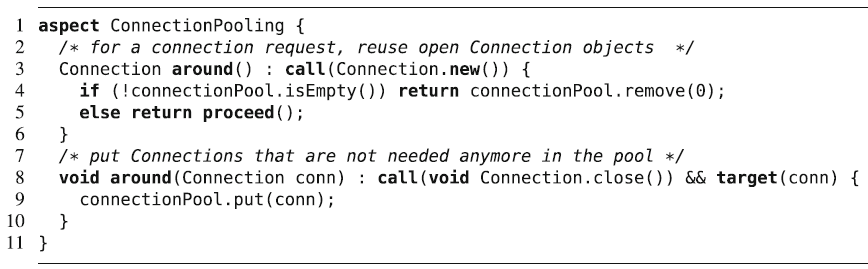 1 aspect ConnectionPooling {
2   /* for a connection request, reuse open Connection objects  */
3   Connection around() : call(Connection.new()) {
4     if (!connectionPool.isEmpty()) return connectionPool.remove(0);
5     else return proceed();
6   }
7   /* put Connections that are not needed anymore in the pool */
8   void around(Connection conn) : call(void Connection.close()) && target(conn) {
9     connectionPool.put(conn);
10   }
11 }